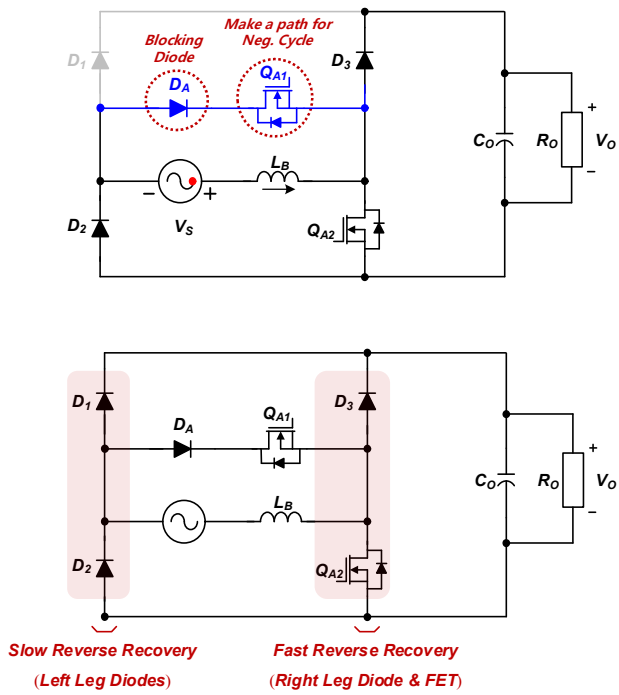 Blocking Diode
Make a path for Neg. Cycle
D1
DA
QA1
D3
CO
RO
+
VO
−
LB
− +
VS
D2
QA2
D1
DA
QA1
D3
CO
RO
+
VO
−
LB
D2
QA2
Slow Reverse Recovery
(Left Leg Diodes)
Fast Reverse Recovery
(Right Leg Diode & FET)